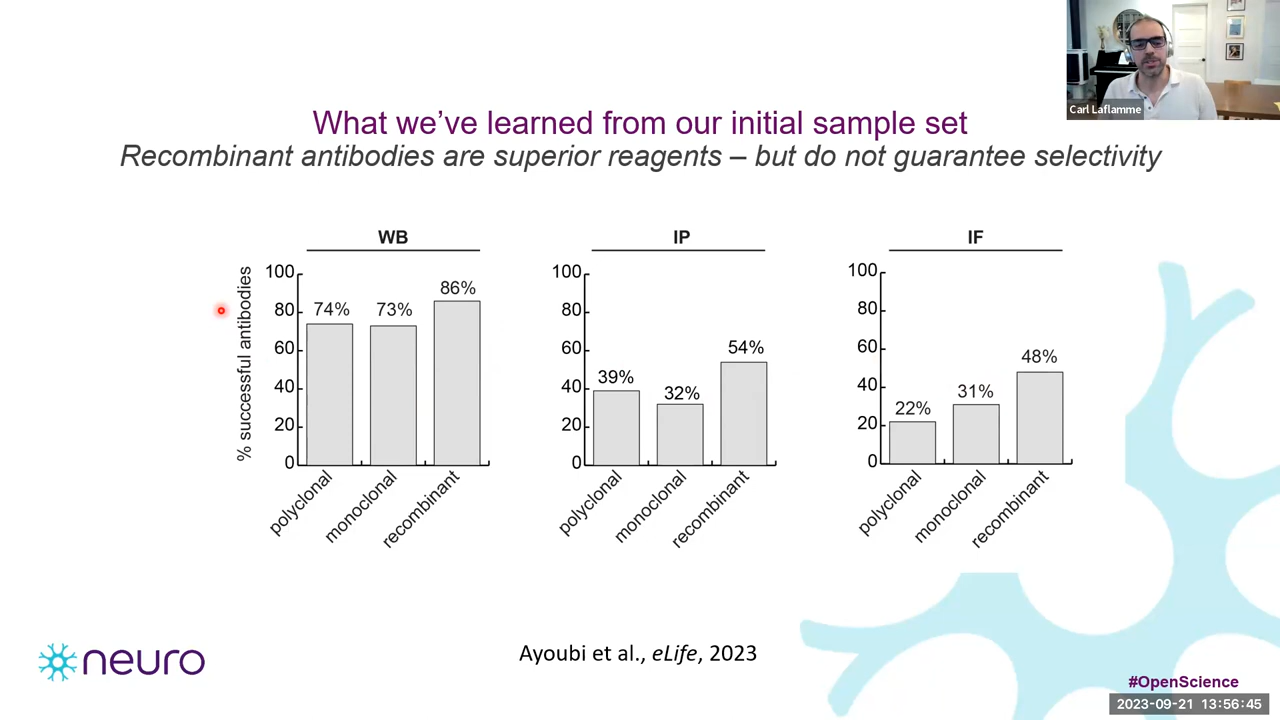 Carl Laflamme
What we've learned from our initial sample set
Recombinant antibodies are superior reagents – but do not guarantee selectivity
WB
% successful antibodies
100
80
60
40
20
0
74%
73%
86%
polyclonal
monoclonal
recombinant
IP
100
80
60
40
20
0
39%
32%
54%
polyclonal
monoclonal
recombinant
IF
100
80
60
40
20
0
22%
31%
48%
polyclonal
monoclonal
recombinant
neuro
Ayoubi et al., eLife, 2023
#OpenScience
2023-09-21 13:56:45